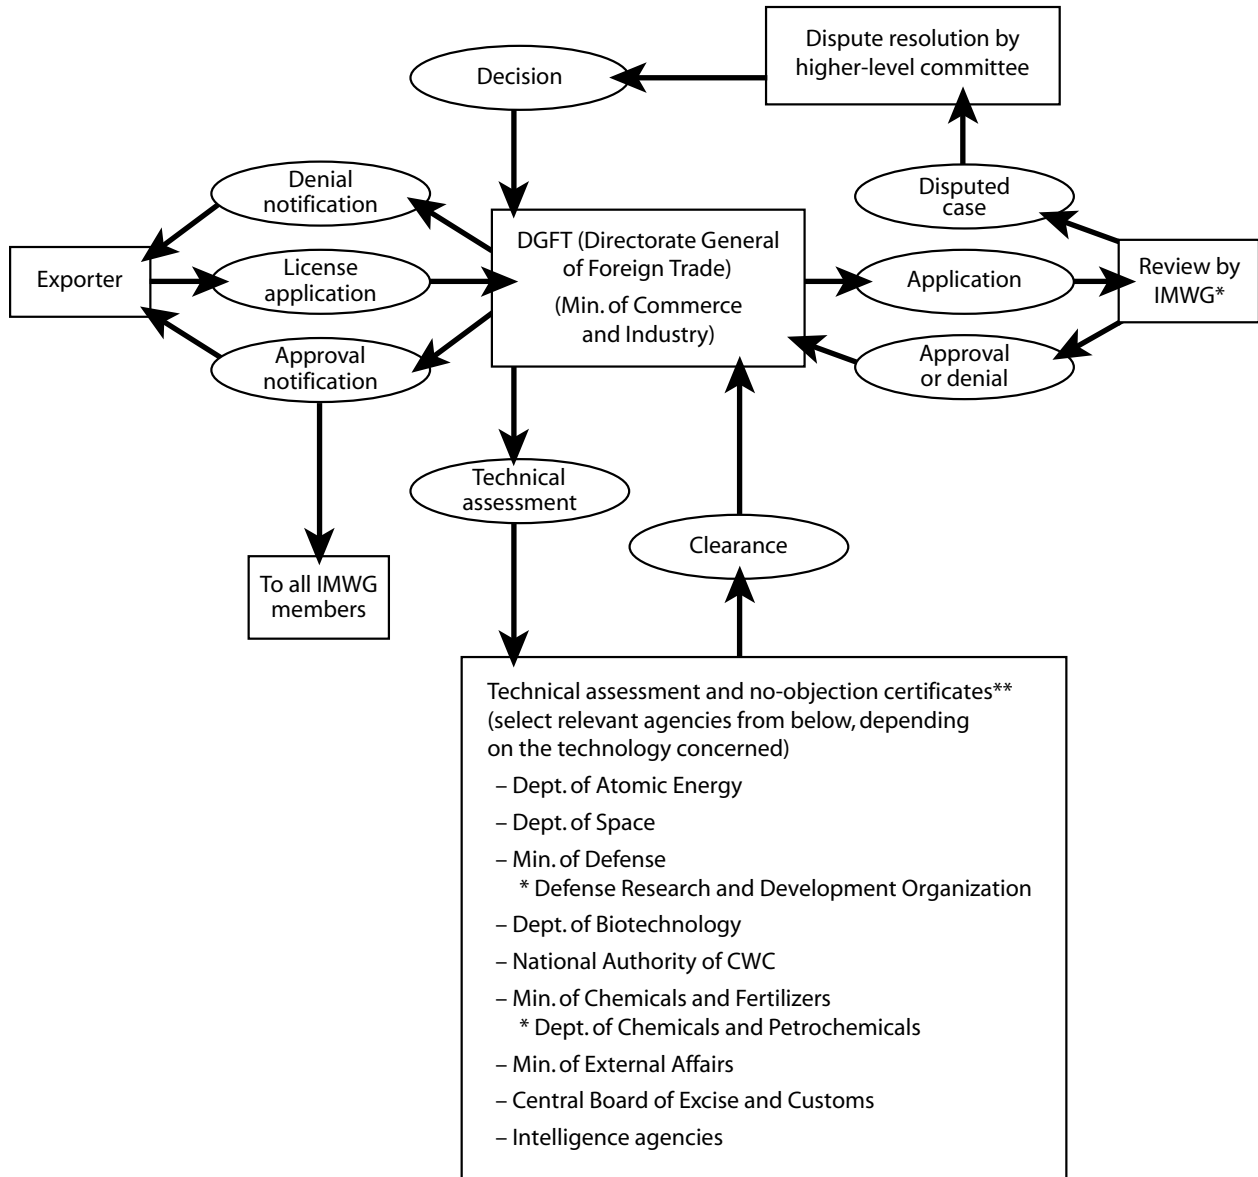 Dispute resolution by
higher-level committee
Decision
Denial
notification
Disputed
case
Exporter
License
application
DGFT (Directorate General
of Foreign Trade)
(Min. of Commerce
and Industry)
Application
Review by
IMWG*
Approval
notification
Approval
or denial
Technical
assessment
Clearance
To all IMWG
members
Technical assessment and no-objection certificates**
(select relevant agencies from below, depending
on the technology concerned)
– Dept. of Atomic Energy
– Dept. of Space
– Min. of Defense
* Defense Research and Development Organization
– Dept. of Biotechnology
– National Authority of CWC
– Min. of Chemicals and Fertilizers
* Dept. of Chemicals and Petrochemicals
– Min. of External Affairs
– Central Board of Excise and Customs
– Intelligence agencies